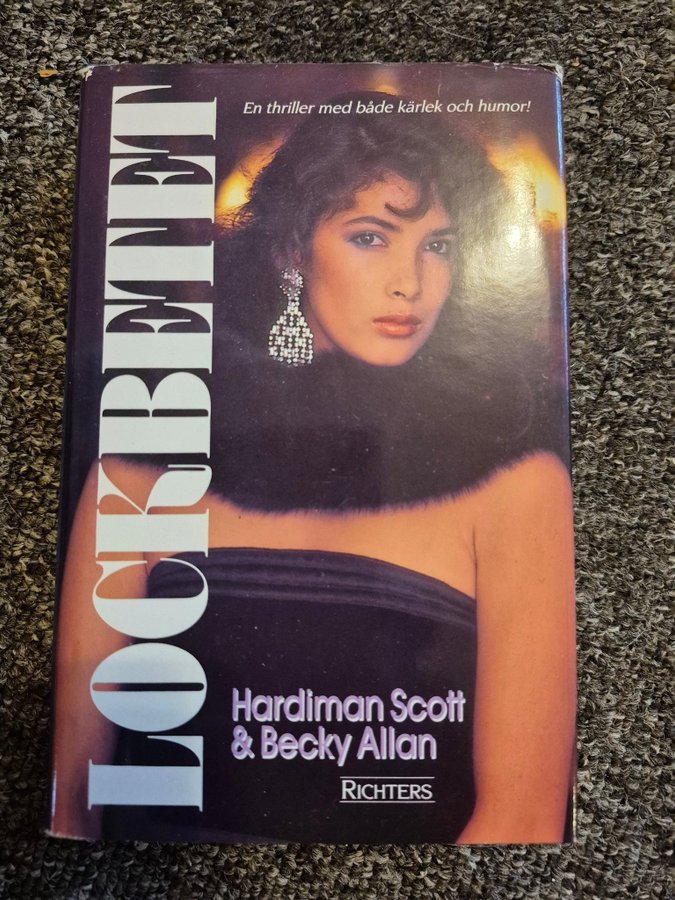 En thriller med både kärlek och humor!
LOCKBETET
Hardiman Scott
& Becky Allan
RICHTERS